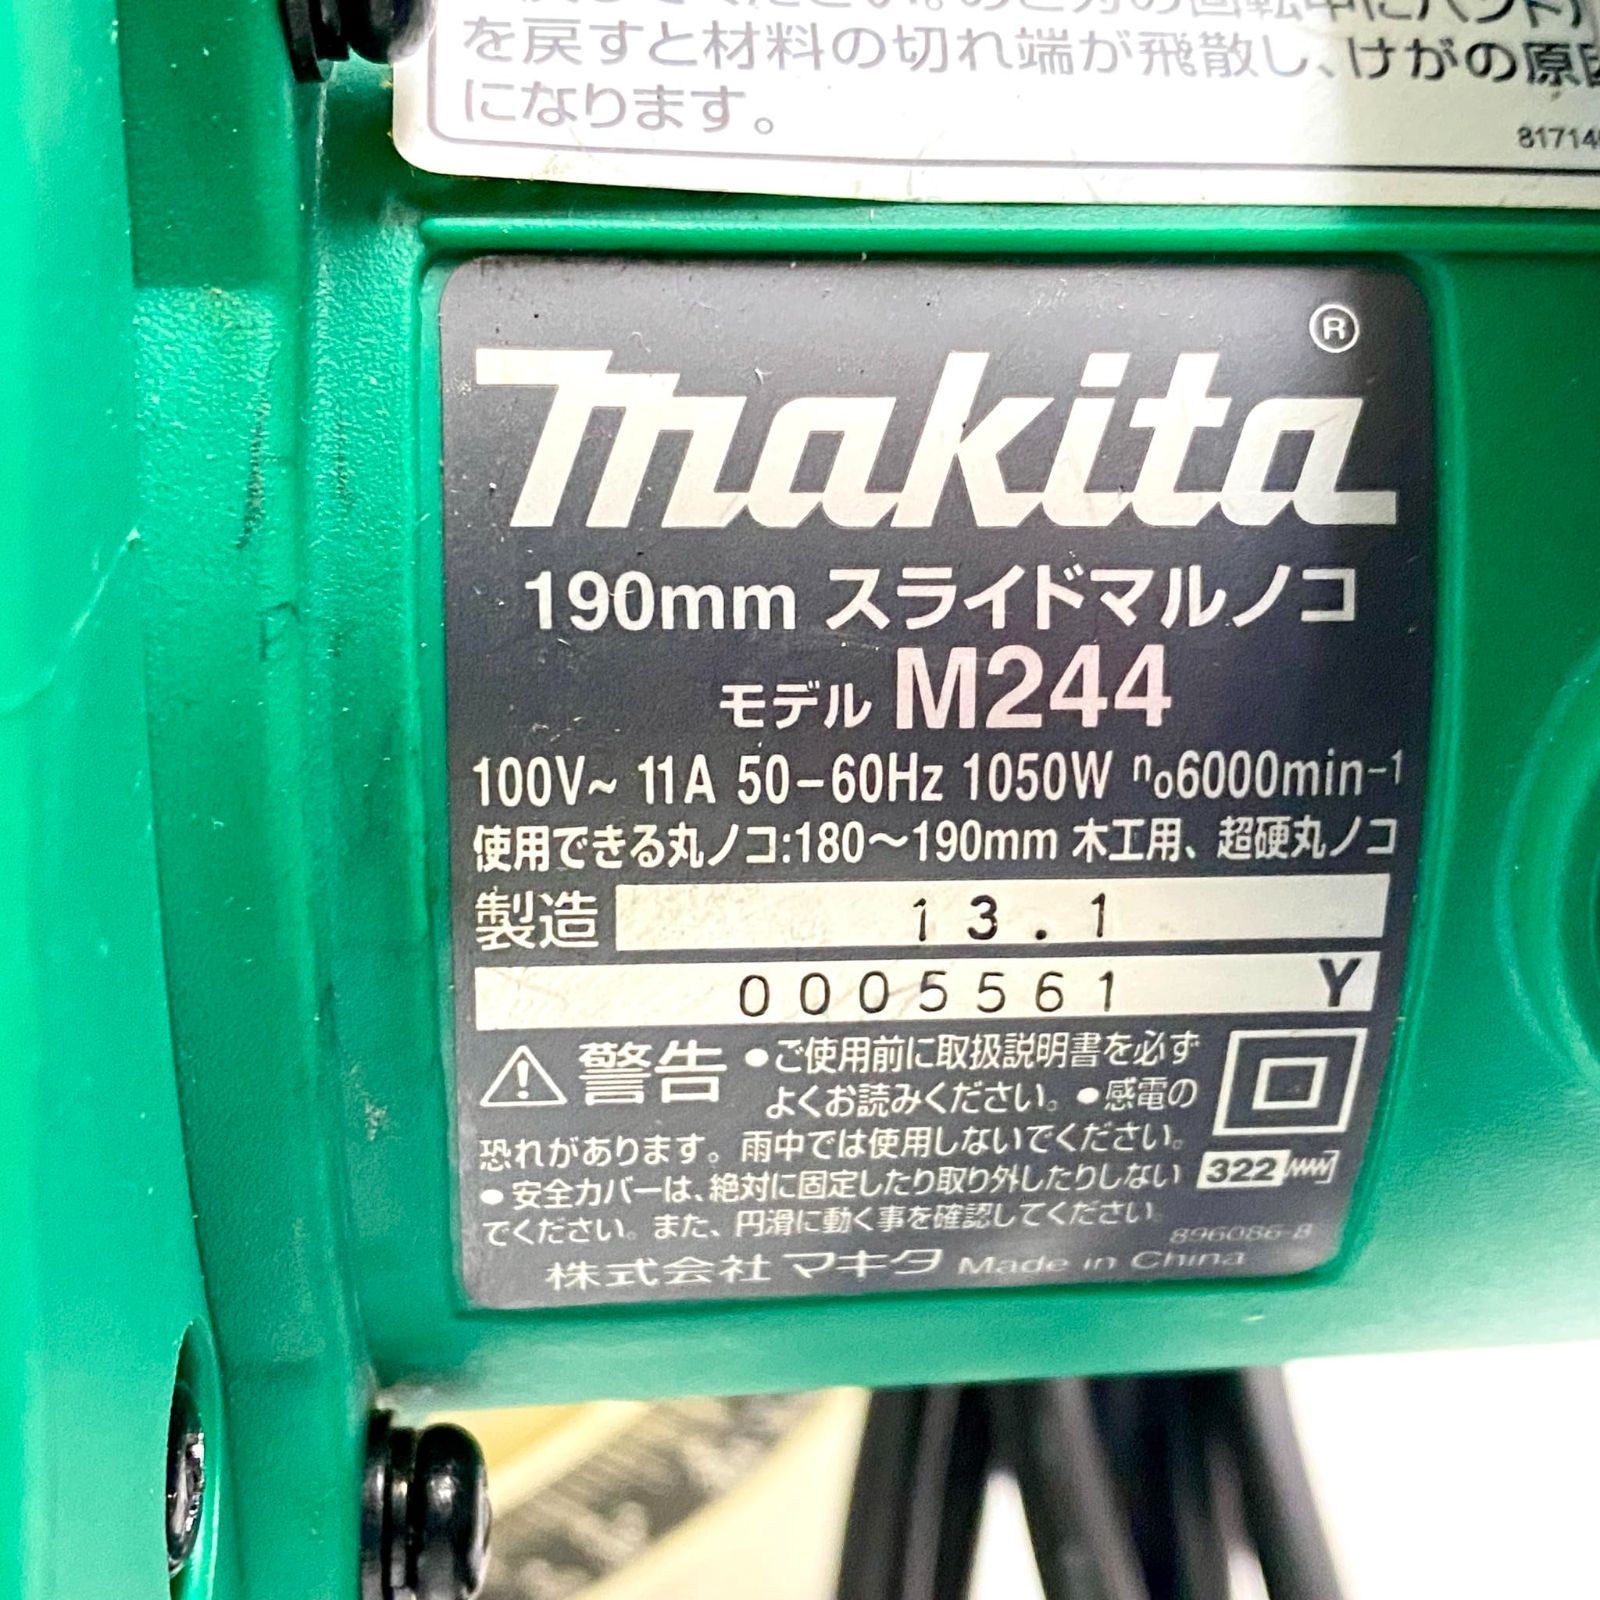 を戻すと材料の切れ端が飛散し、けがの原因
になります。
makita®
190mm スライドマルノコ
モデル M244
100V~ 11A 50-60Hz 1050W no6000min-1
使用できる丸ノコ:180～190mm 木工用、超硬丸ノコ
製造 13.1
0005561 Y
警告 ●ご使用前に取扱説明書を必ず
よくお読みください。●感電の
恐れがあります。雨中では使用しないでください。
●安全カバーは、絶対に固定したり取り外したりしない
322
でください。また、円滑に動く事を確認してください。
896086-8
株式会社 マキタ Made in China